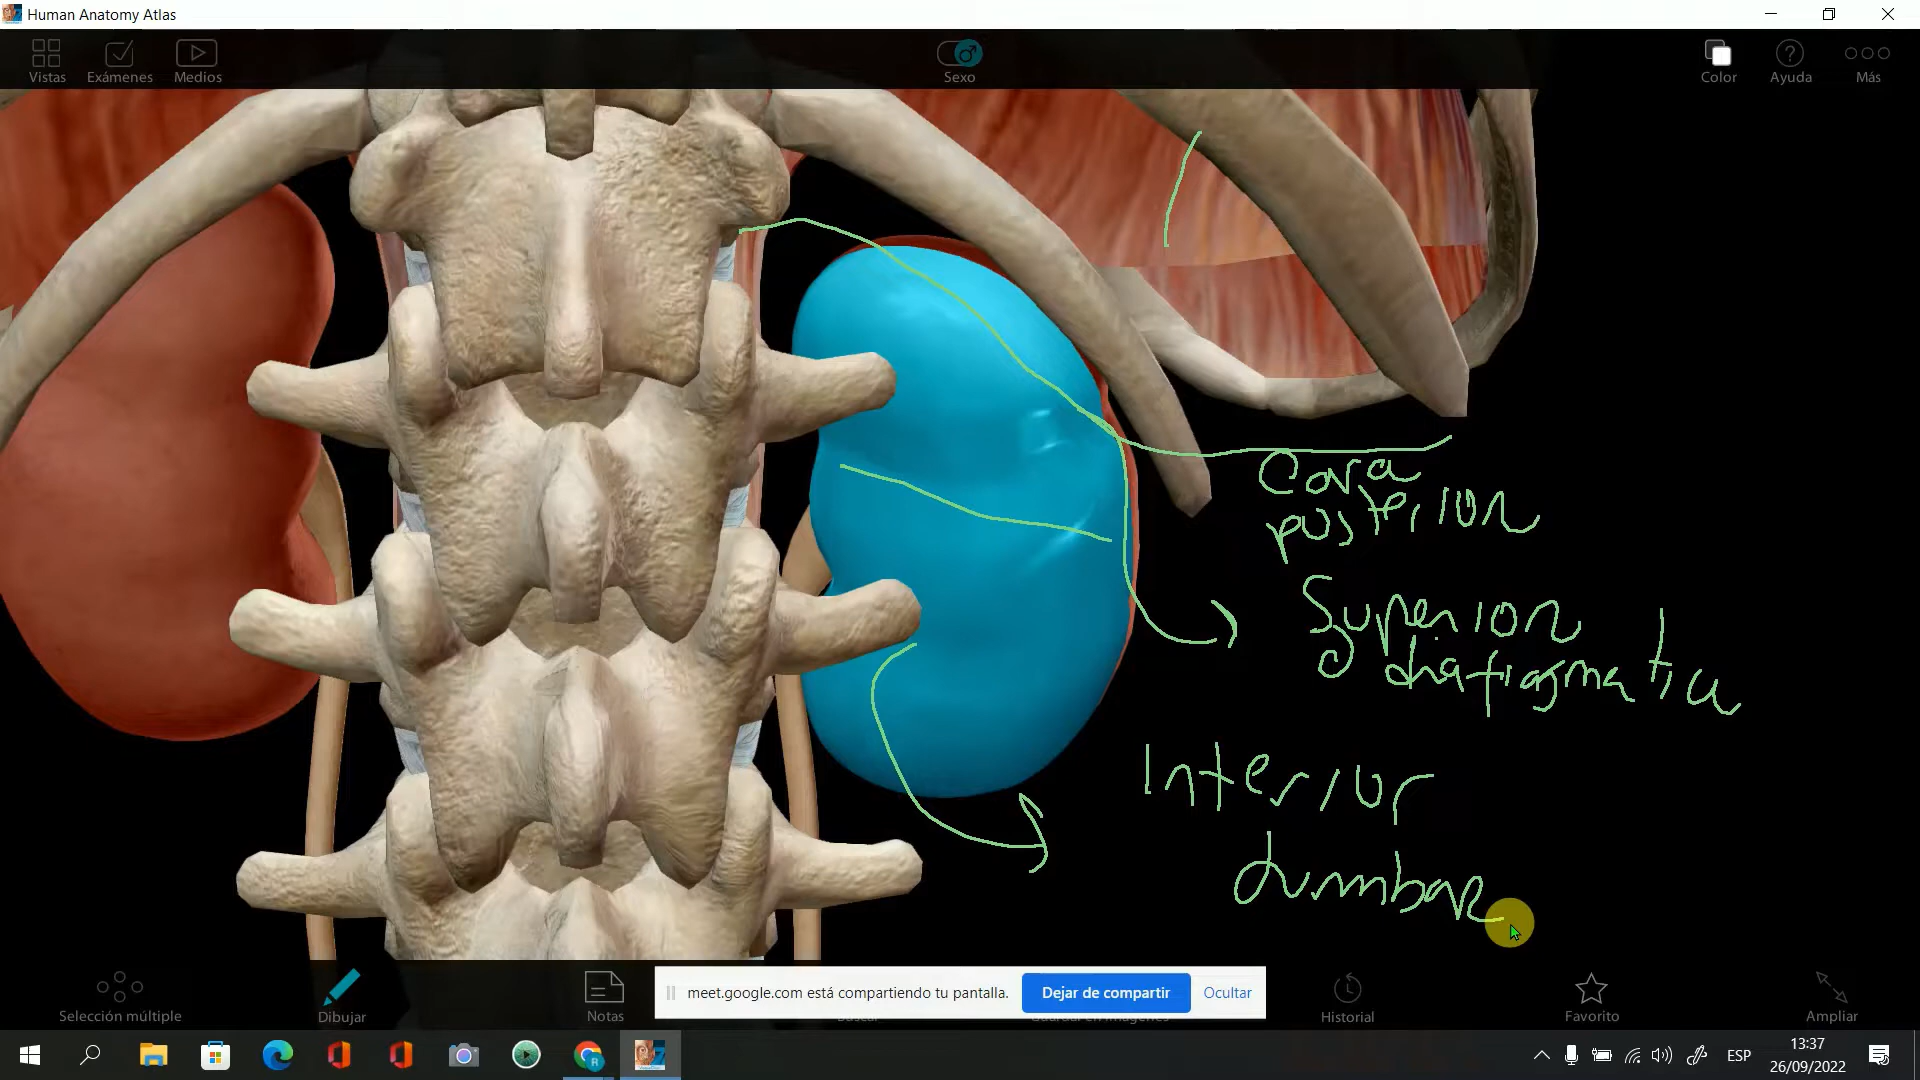 Human Anatomy Atlas
Vistas
Exámenes
Medios
Sexo
Color
Ayuda
Más
Cara
posterior
Superior
o diafragmatica
Inferior
Lumbar
Selección múltiple
Dibujar
Notas
meet.google.com está compartiendo tu pantalla.
Dejar de compartir
Ocultar
Historial
Favorito
Ampliar
ESP
13:37
26/09/2022